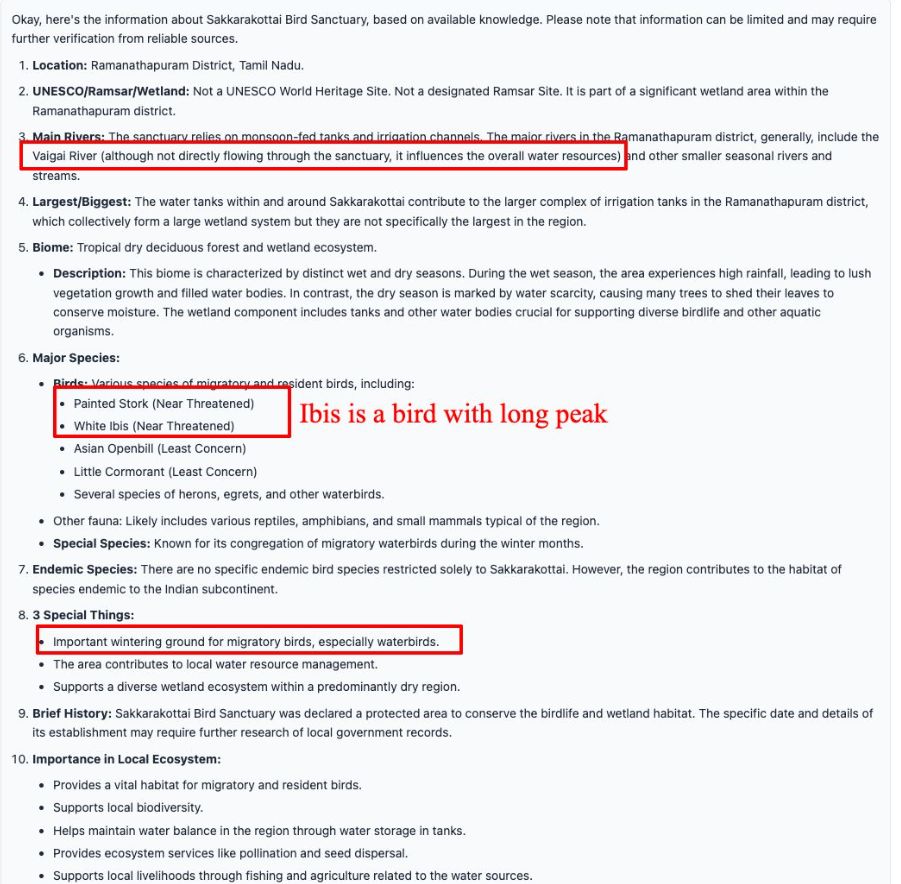 Okay, here's the information about Sakkarakottai Bird Sanctuary, based on available knowledge. Please note that information can be limited and may require
further verification from reliable sources.
1. Location: Ramanathapuram District, Tamil Nadu.
2. UNESCO/Ramsar/Wetland: Not a UNESCO World Heritage Site. Not a designated Ramsar Site. It is part of a significant wetland area within the
Ramanathapuram district.
3. Main Rivers: The sanctuary relies on monsoon-fed tanks and irrigation channels. The major rivers in the Ramanathapuram district, generally, include the
Vaigai River (although not directly flowing through the sanctuary, it influences the overall water resources) and other smaller seasonal rivers and
streams.
4. Largest/Biggest: The water tanks within and around Sakkarakottai contribute to the larger complex of irrigation tanks in the Ramanathapuram district,
which collectively form a large wetland system but they are not specifically the largest in the region.
5. Biome: Tropical dry deciduous forest and wetland ecosystem.
• Description: This biome is characterized by distinct wet and dry seasons. During the wet season, the area experiences high rainfall, leading to lush
vegetation growth and filled water bodies. In contrast, the dry season is marked by water scarcity, causing many trees to shed their leaves to
conserve moisture. The wetland component includes tanks and other water bodies crucial for supporting diverse birdlife and other aquatic
organisms.
6. Major Species:
• Birds: Various species of migratory and resident birds, including:
• Painted Stork (Near Threatened)
• White Ibis (Near Threatened)
Ibis is a bird with long peak
• Asian Openbill (Least Concern)
• Little Cormorant (Least Concern)
• Several species of herons, egrets, and other waterbirds.
• Other fauna: Likely includes various reptiles, amphibians, and small mammals typical of the region.
• Special Species: Known for its congregation of migratory waterbirds during the winter months.
7. Endemic Species: There are no specific endemic bird species restricted solely to Sakkarakottai. However, the region contributes to the habitat of
species endemic to the Indian subcontinent.
8. 3 Special Things:
• Important wintering ground for migratory birds, especially waterbirds.
• The area contributes to local water resource management.
• Supports a diverse wetland ecosystem within a predominantly dry region.
9. Brief History: Sakkarakottai Bird Sanctuary was declared a protected area to conserve the birdlife and wetland habitat. The specific date and details of
its establishment may require further research of local government records.
10. Importance in Local Ecosystem:
• Provides a vital habitat for migratory and resident birds.
• Supports local biodiversity.
• Helps maintain water balance in the region through water storage in tanks.
• Provides ecosystem services like pollination and seed dispersal.
• Supports local livelihoods through fishing and agriculture related to the water sources.